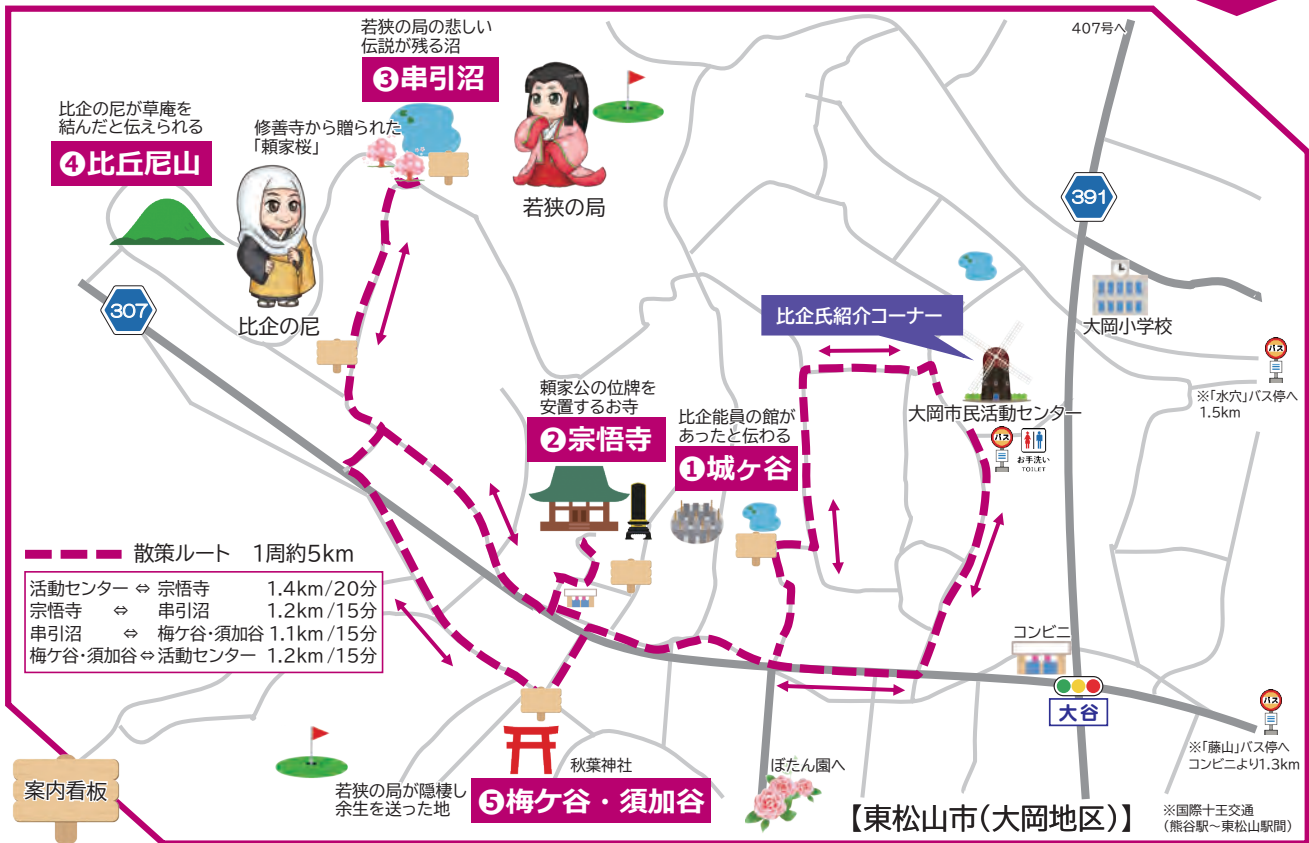 若狭の局の悲しい
伝説が残る沼
❸串引沼
407号へ
比企の尼が草庵を
結んだと伝えられる
❹比丘尼山
修善寺から贈られた
「頼家桜」
若狭の局
391
307
比企の尼
比企氏紹介コーナー
大岡小学校
バス
※「水穴」バス停へ
1.5km
頼家公の位牌を
安置するお寺
❷宗悟寺
比企能員の館が
あったと伝わる
❶城ヶ谷
大岡市民活動センター
バス
お手洗い
TOILET
散策ルート 1周約5km
活動センター ⇔ 宗悟寺 1.4km/20分
宗悟寺 ⇔ 串引沼 1.2km/15分
串引沼 ⇔ 梅ケ谷・須加谷 1.1km/15分
梅ケ谷・須加谷⇔活動センター 1.2km/15分
コンビニ
大谷
バス
※「藤山」バス停へ
コンビニより1.3km
案内看板
秋葉神社
若狭の局が隠棲し
余生を送った地
❺梅ケ谷・須加谷
ぼたん園へ
【東松山市(大岡地区)】
※国際十王交通
(熊谷駅～東松山駅間)